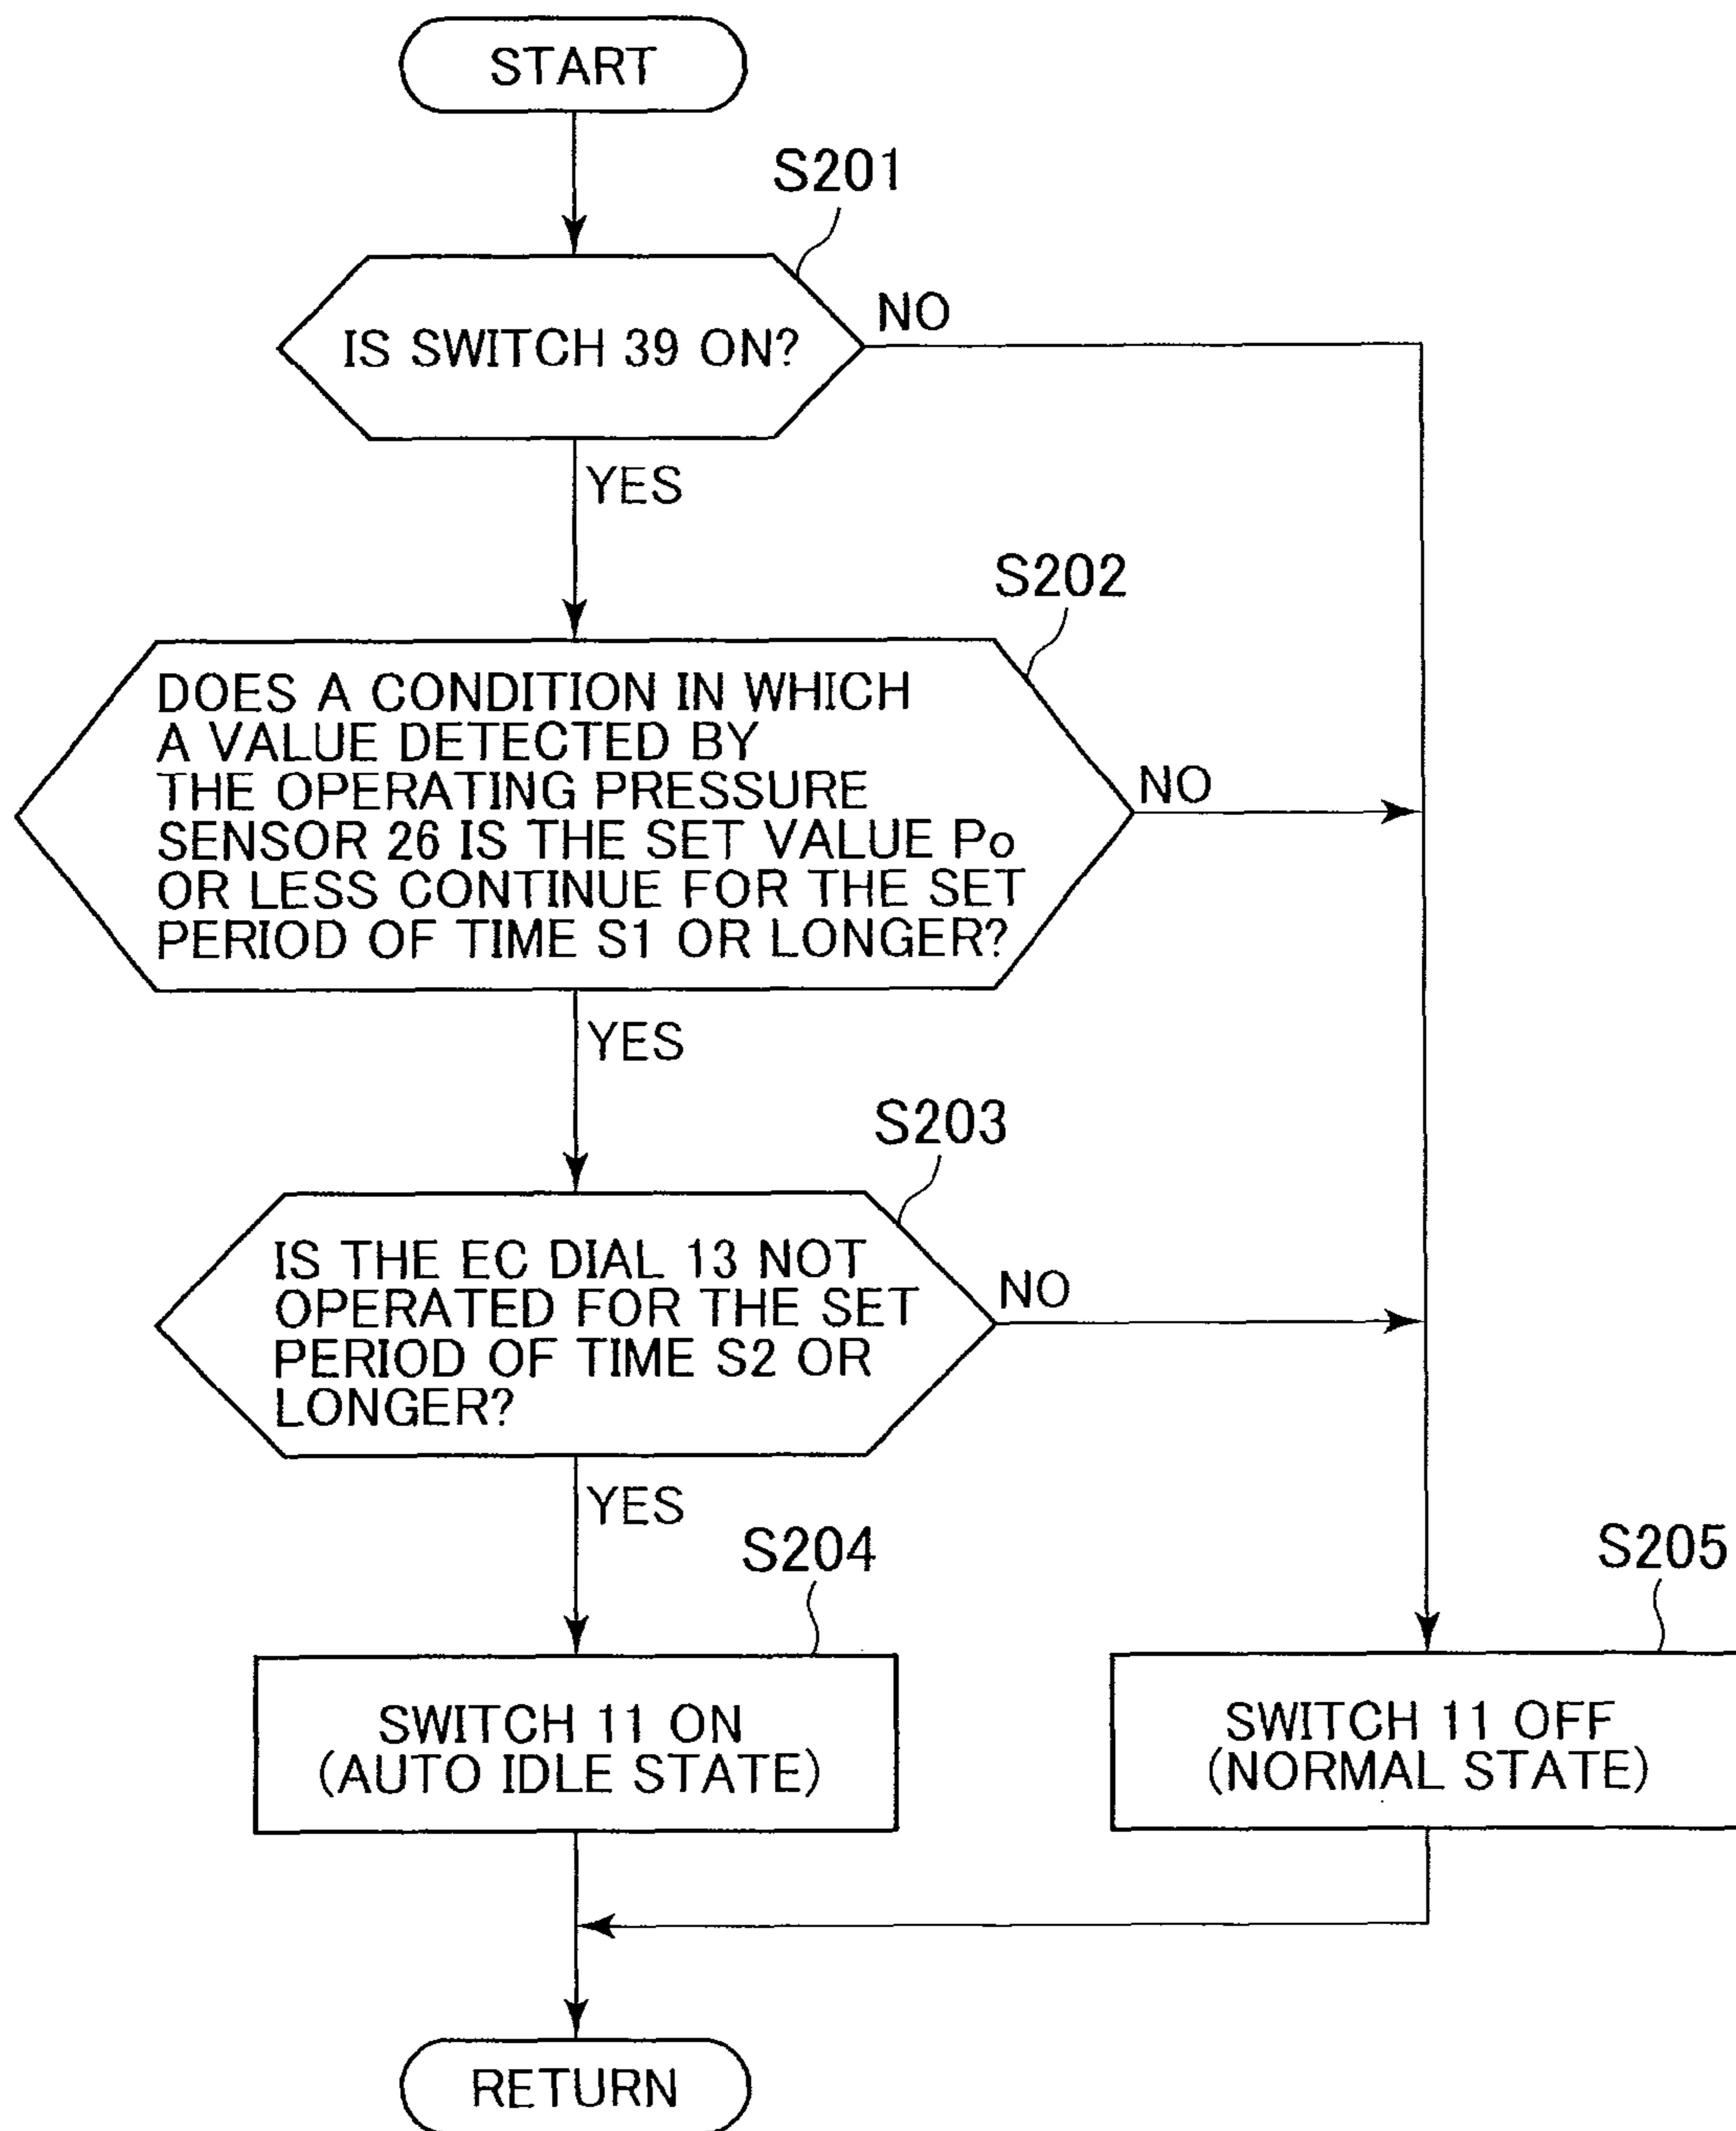 START
S201
IS SWITCH 39 ON?
NO
YES
S202
DOES A CONDITION IN WHICH
A VALUE DETECTED BY
THE OPERATING PRESSURE
SENSOR 26 IS THE SET VALUE Po
OR LESS CONTINUE FOR THE SET
PERIOD OF TIME S1 OR LONGER?
NO
YES
S203
IS THE EC DIAL 13 NOT
OPERATED FOR THE SET
PERIOD OF TIME S2 OR
LONGER?
NO
YES
S204
SWITCH 11 ON
(AUTO IDLE STATE)
S205
SWITCH 11 OFF
(NORMAL STATE)
RETURN